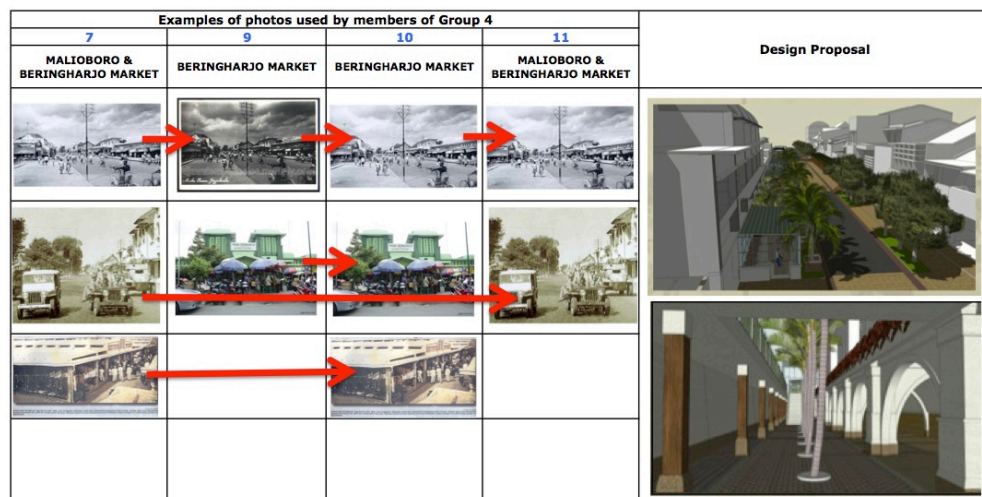 Examples of photos used by members of Group 4
Design Proposal
7
9
10
11
MALIOBORO &
BERINGHARJO MARKET
BERINGHARJO MARKET
BERINGHARJO MARKET
MALIOBORO &
BERINGHARJO MARKET